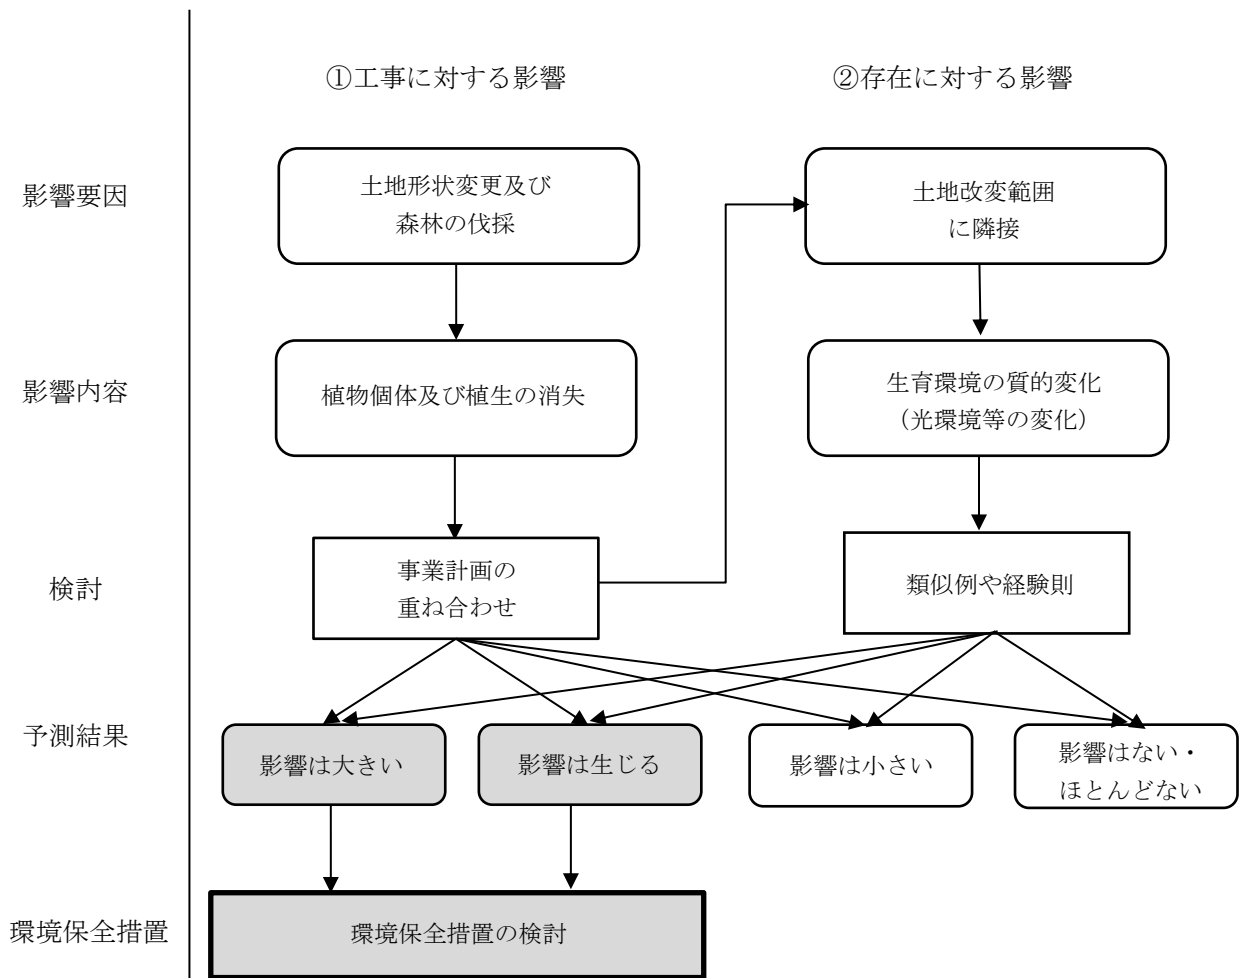 ①工事に対する影響
②存在に対する影響
影響要因
土地形状変更及び
森林の伐採
土地改変範囲
に隣接
影響内容
植物個体及び植生の消失
生育環境の質的変化
（光環境等の変化）
検討
事業計画の
重ね合わせ
類似例や経験則
予測結果
影響は大きい
影響は生じる
影響は小さい
影響はない・
ほとんどない
環境保全措置
環境保全措置の検討